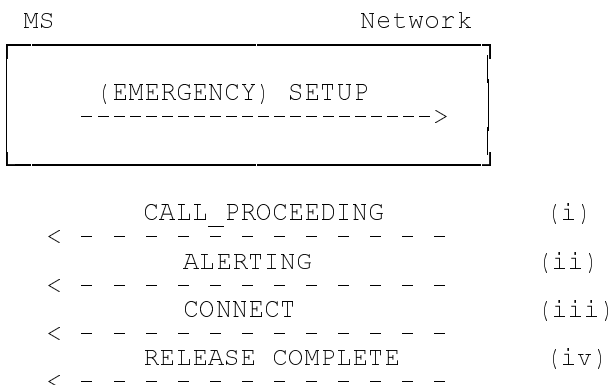 MS Network
(EMERGENCY) SETUP
---------------------->
CALL_PROCEEDING (i)
< - - - - - - - - - - - - -
ALERTING (ii)
< - - - - - - - - - - - - -
CONNECT (iii)
< - - - - - - - - - - - - -
RELEASE COMPLETE (iv)
< - - - - - - - - - - - - -